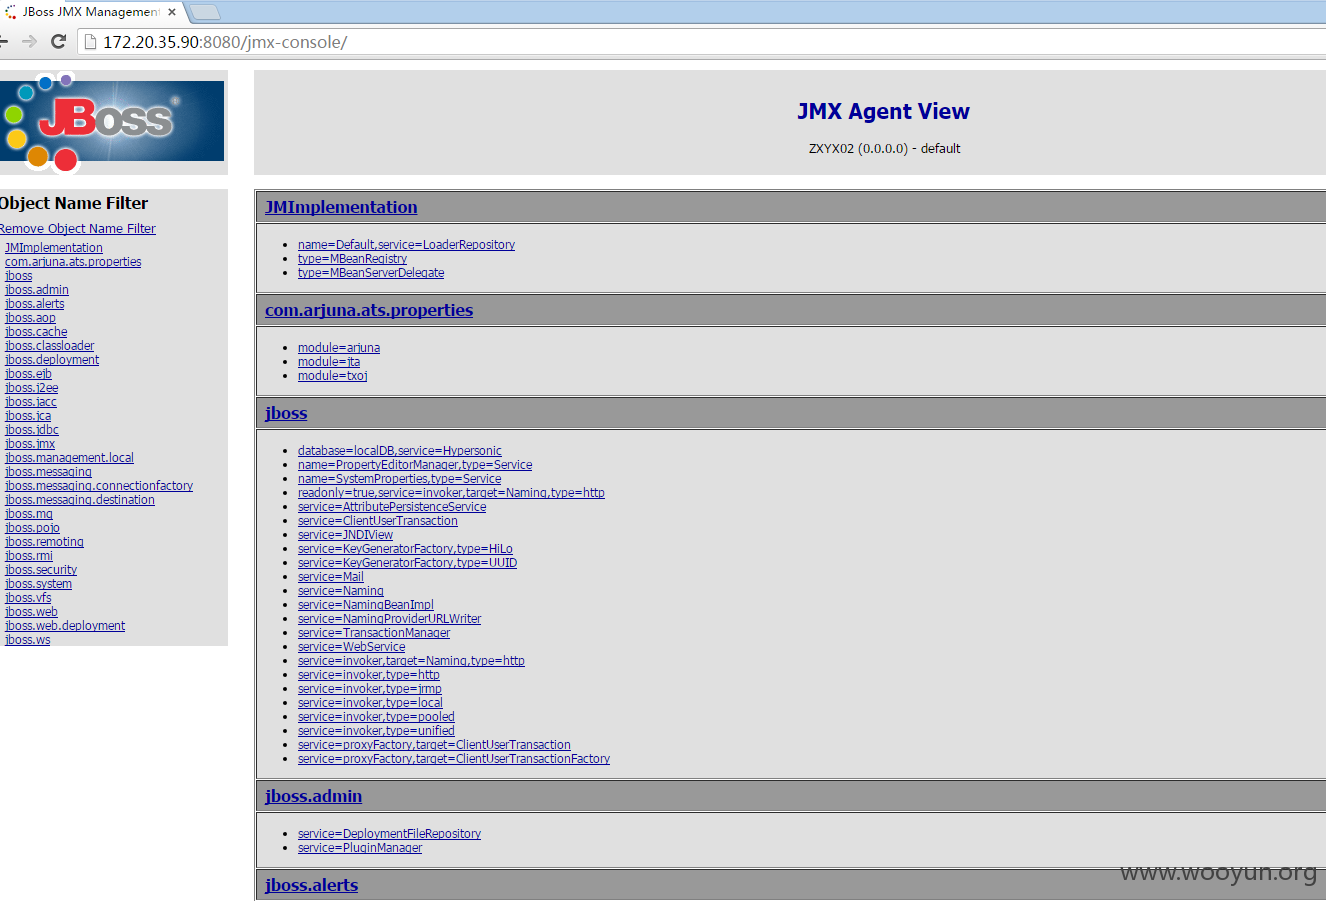 JBoss JMX Management
172.20.35.90:8080/jmx-console/
JBoss
JMX Agent View
ZXYX02 (0.0.0.0) - default
Object Name Filter
Remove Object Name Filter
JMImplementation
com.arjuna.ats.properties
jboss
jboss.admin
jboss.alerts
jboss.aop
jboss.cache
jboss.classloader
jboss.deployment
jboss.ejb
jboss.j2ee
jboss.jacc
jboss.jca
jboss.jdbc
jboss.jmx
jboss.management.local
jboss.messaging
jboss.messaging.connectionfactory
jboss.messaging.destination
jboss.mq
jboss.pojo
jboss.remoting
jboss.rmi
jboss.security
jboss.system
jboss.vfs
jboss.web
jboss.web.deployment
jboss.ws
JMImplementation
name=Default,service=LoaderRepository
type=MBeanRegistry
type=MBeanServerDelegate
com.arjuna.ats.properties
module=arjuna
module=jta
module=txoj
jboss
database=localDB,service=Hypersonic
name=PropertyEditorManager,type=Service
name=SystemProperties,type=Service
readonly=true,service=invoker,target=Naming,type=http
service=AttributePersistenceService
service=ClientUserTransaction
service=JNDIView
service=KeyGeneratorFactory,type=HiLo
service=KeyGeneratorFactory,type=UUID
service=Mail
service=Naming
service=NamingBeanImpl
service=NamingProviderURLWriter
service=TransactionManager
service=WebService
service=invoker,target=Naming,type=http
service=invoker,type=http
service=invoker,type=jrmp
service=invoker,type=local
service=invoker,type=pooled
service=invoker,type=unified
service=proxyFactory,target=ClientUserTransaction
service=proxyFactory,target=ClientUserTransactionFactory
jboss.admin
service=DeploymentFileRepository
service=PluginManager
jboss.alerts
www.wooyun.org